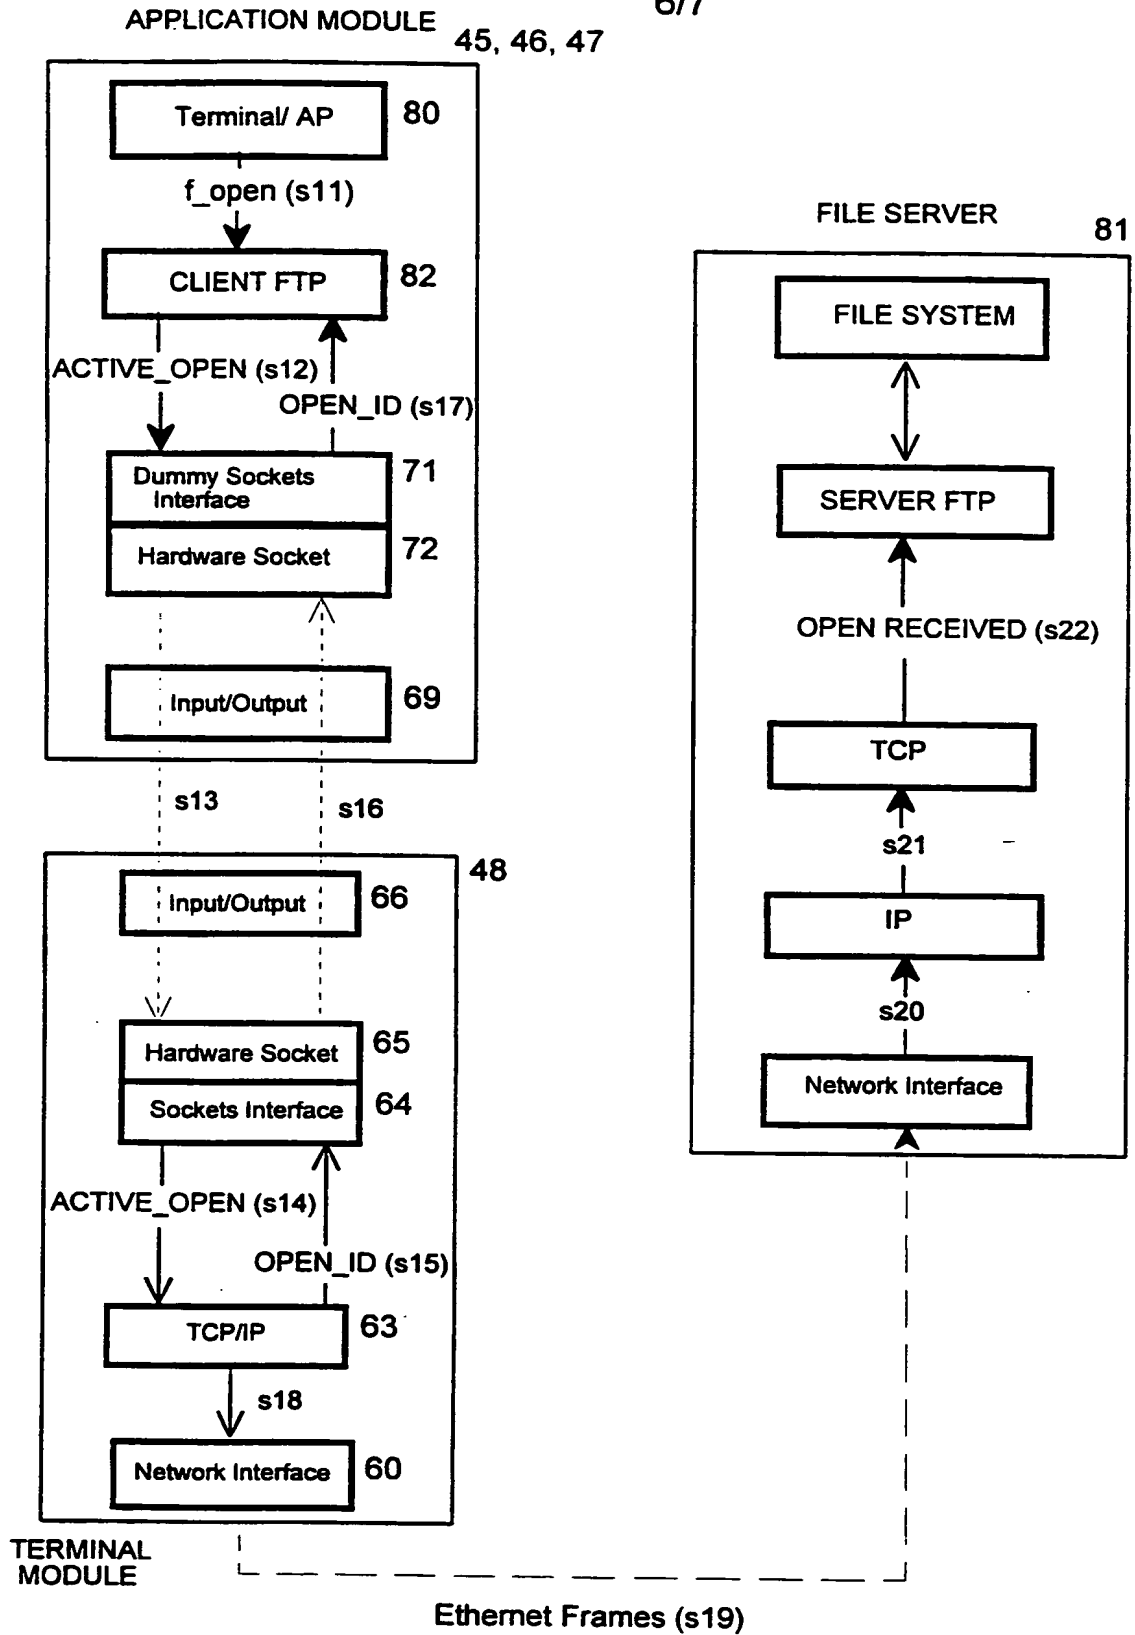 6/7
APPLICATION MODULE
45, 46, 47
Terminal/ AP
80
f_open (s11)
CLIENT FTP
82
ACTIVE_OPEN (s12)
OPEN_ID (s17)
Dummy Sockets
Interface
71
Hardware Socket
72
Input/Output
69
s13
s16
48
Input/Output
66
Hardware Socket
65
Sockets Interface
64
ACTIVE_OPEN (s14)
OPEN_ID (s15)
TCP/IP
63
s18
Network Interface
60
TERMINAL
MODULE
Ethernet Frames (s19)
FILE SERVER
81
FILE SYSTEM
SERVER FTP
OPEN RECEIVED (s22)
TCP
s21
IP
s20
Network Interface